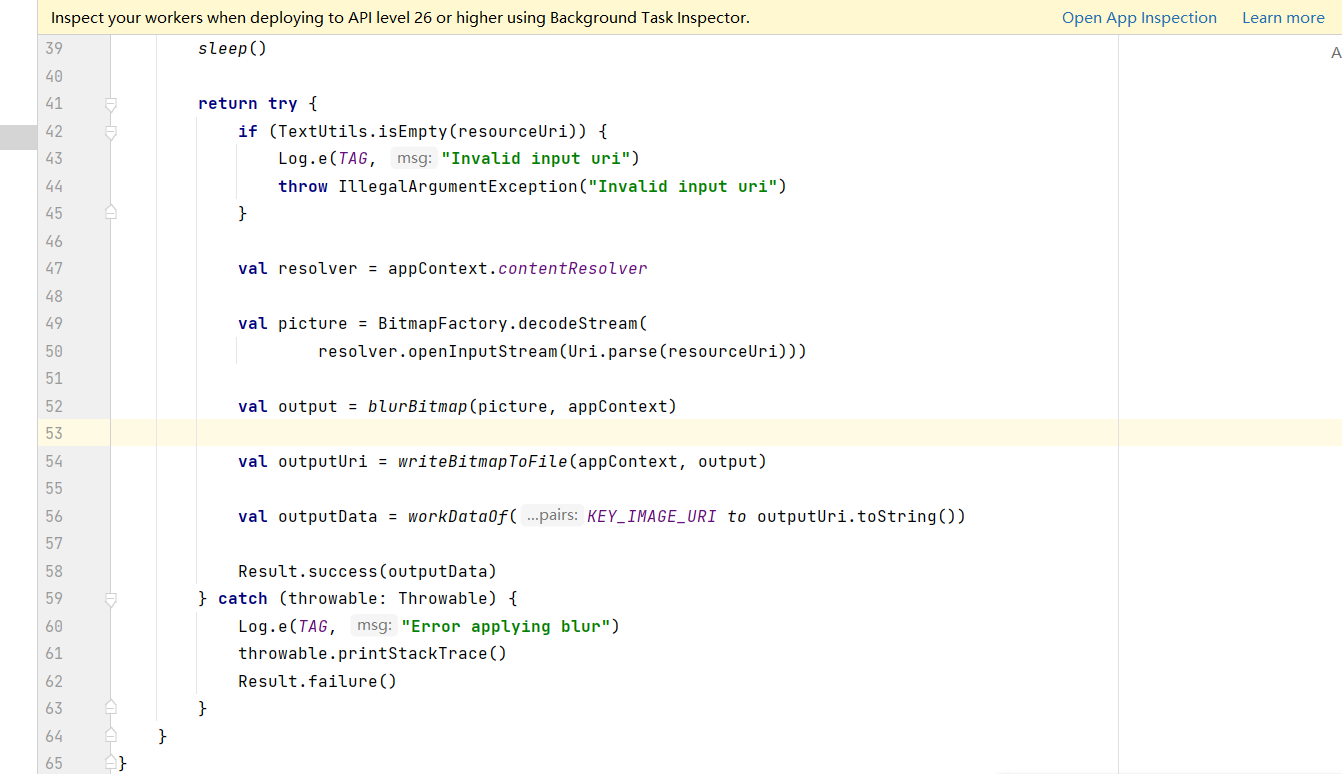 Inspect your workers when deploying to API level 26 or higher using Background Task Inspector. Open App Inspection Learn more
39 sleep() A
40
41 return try {
42 if (TextUtils.isEmpty(resourceUri)) {
43 Log.e(TAG, msg: "Invalid input uri")
44 throw IllegalArgumentException("Invalid input uri")
45 }
46
47 val resolver = appContext.contentResolver
48
49 val picture = BitmapFactory.decodeStream(
50 resolver.openInputStream(Uri.parse(resourceUri)))
51
52 val output = blurBitmap(picture, appContext)
53
54 val outputUri = writeBitmapToFile(appContext, output)
55
56 val outputData = workDataOf( ...pairs: KEY_IMAGE_URI to outputUri.toString())
57
58 Result.success(outputData)
59 } catch (throwable: Throwable) {
60 Log.e(TAG, msg: "Error applying blur")
61 throwable.printStackTrace()
62 Result.failure()
63 }
64 }
65 }